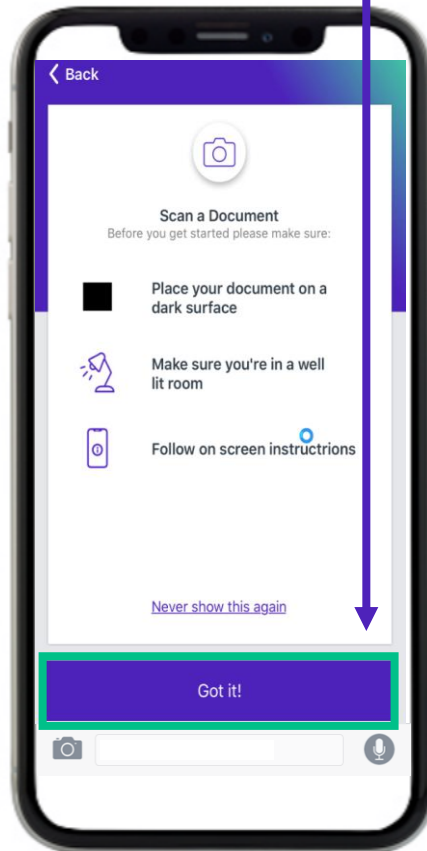 Back
Scan a Document
Before you get started please make sure:
Place your document on a
dark surface
Make sure you're in a well
lit room
Follow on screen instructrions
Never show this again
Got it!